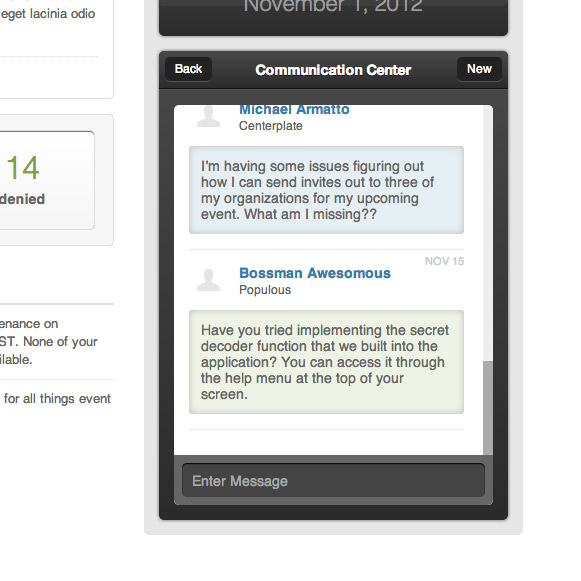 eget lacinia odio
14
denied
enance on
ST. None of your
ilable.
for all things event
November 1, 2012
Back
Communication Center
New
Michael Armatto
Centerplate
I'm having some issues figuring out
how I can send invites out to three of
my organizations for my upcoming
event. What am I missing??
NOV 15
Bossman Awesomous
Populous
Have you tried implementing the secret
decoder function that we built into the
application? You can access it through
the help menu at the top of your
screen.
Enter Message